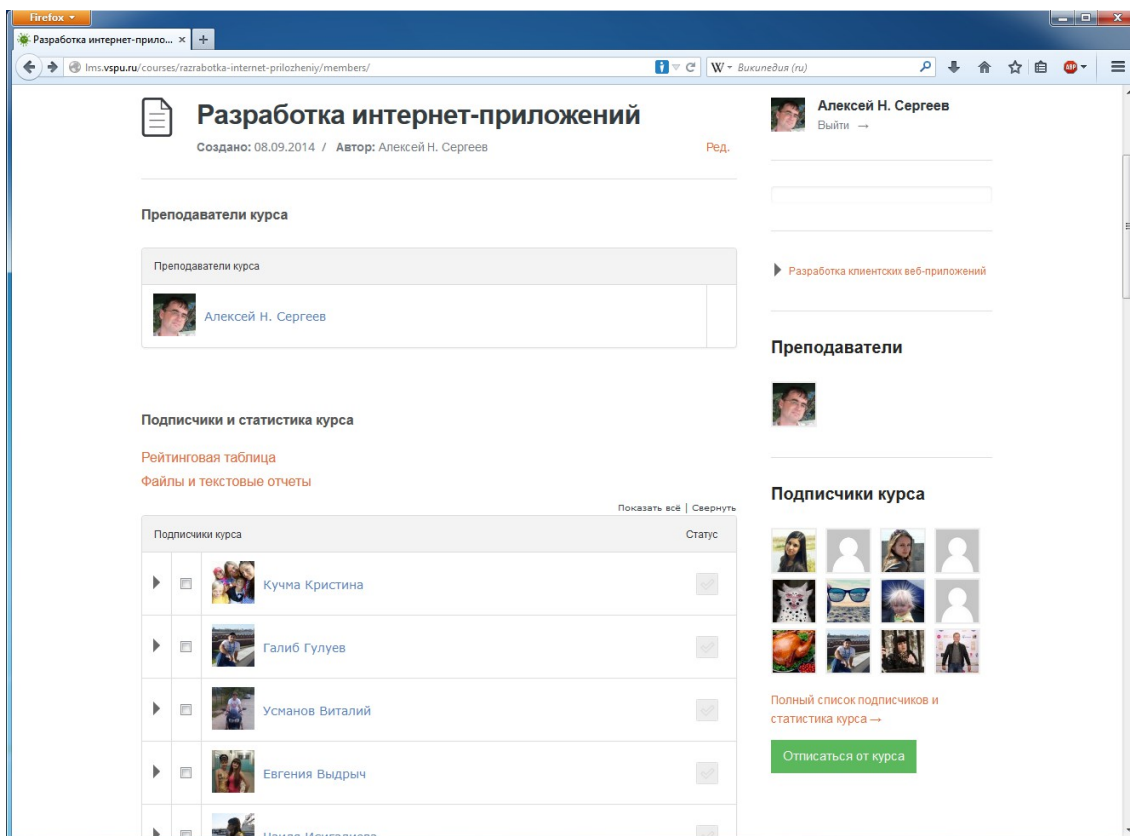 Firefox
Разработка интернет-прило...
lms.vspu.ru/courses/razrabotka-internet-prilozheniy/members/
W Википедия (ru)
ABP
Разработка интернет-приложений
Создано: 08.09.2014 / Автор: Алексей Н. Сергеев
Ред.
Преподаватели курса
Преподаватели курса
Алексей Н. Сергеев
Подписчики и статистика курса
Рейтинговая таблица
Файлы и текстовые отчеты
Показать всё | Свернуть
Подписчики курса
Статус
Кучма Кристина
Галиб Гулуев
Усманов Виталий
Евгения Выдрыч
Алексей Н. Сергеев
Выйти →
Разработка клиентских веб-приложений
Преподаватели
Подписчики курса
Полный список подписчиков и
статистика курса →
Отписаться от курса